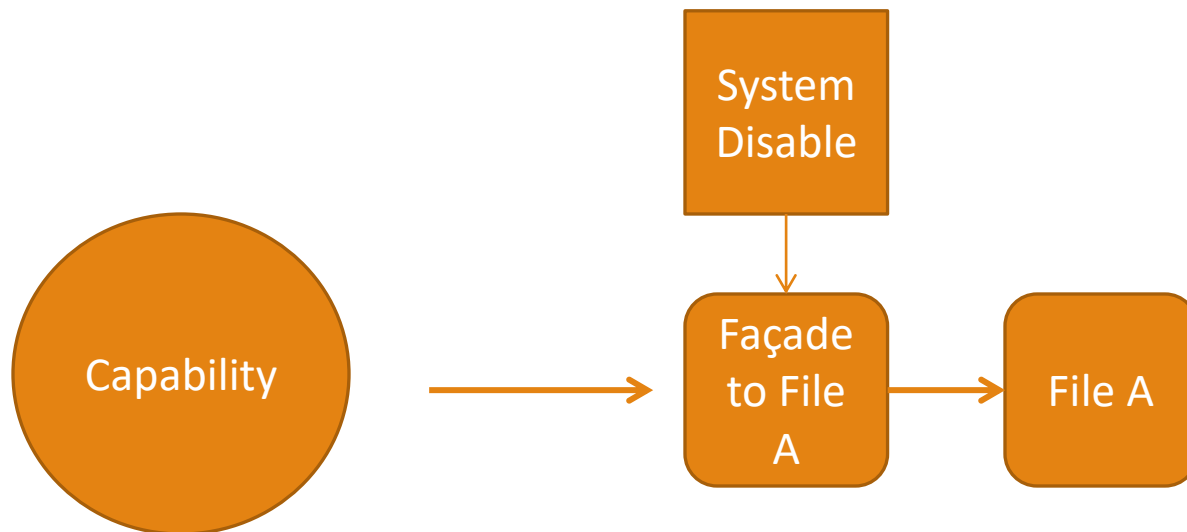 System
Disable
Capability
Façade
to File
A
File A